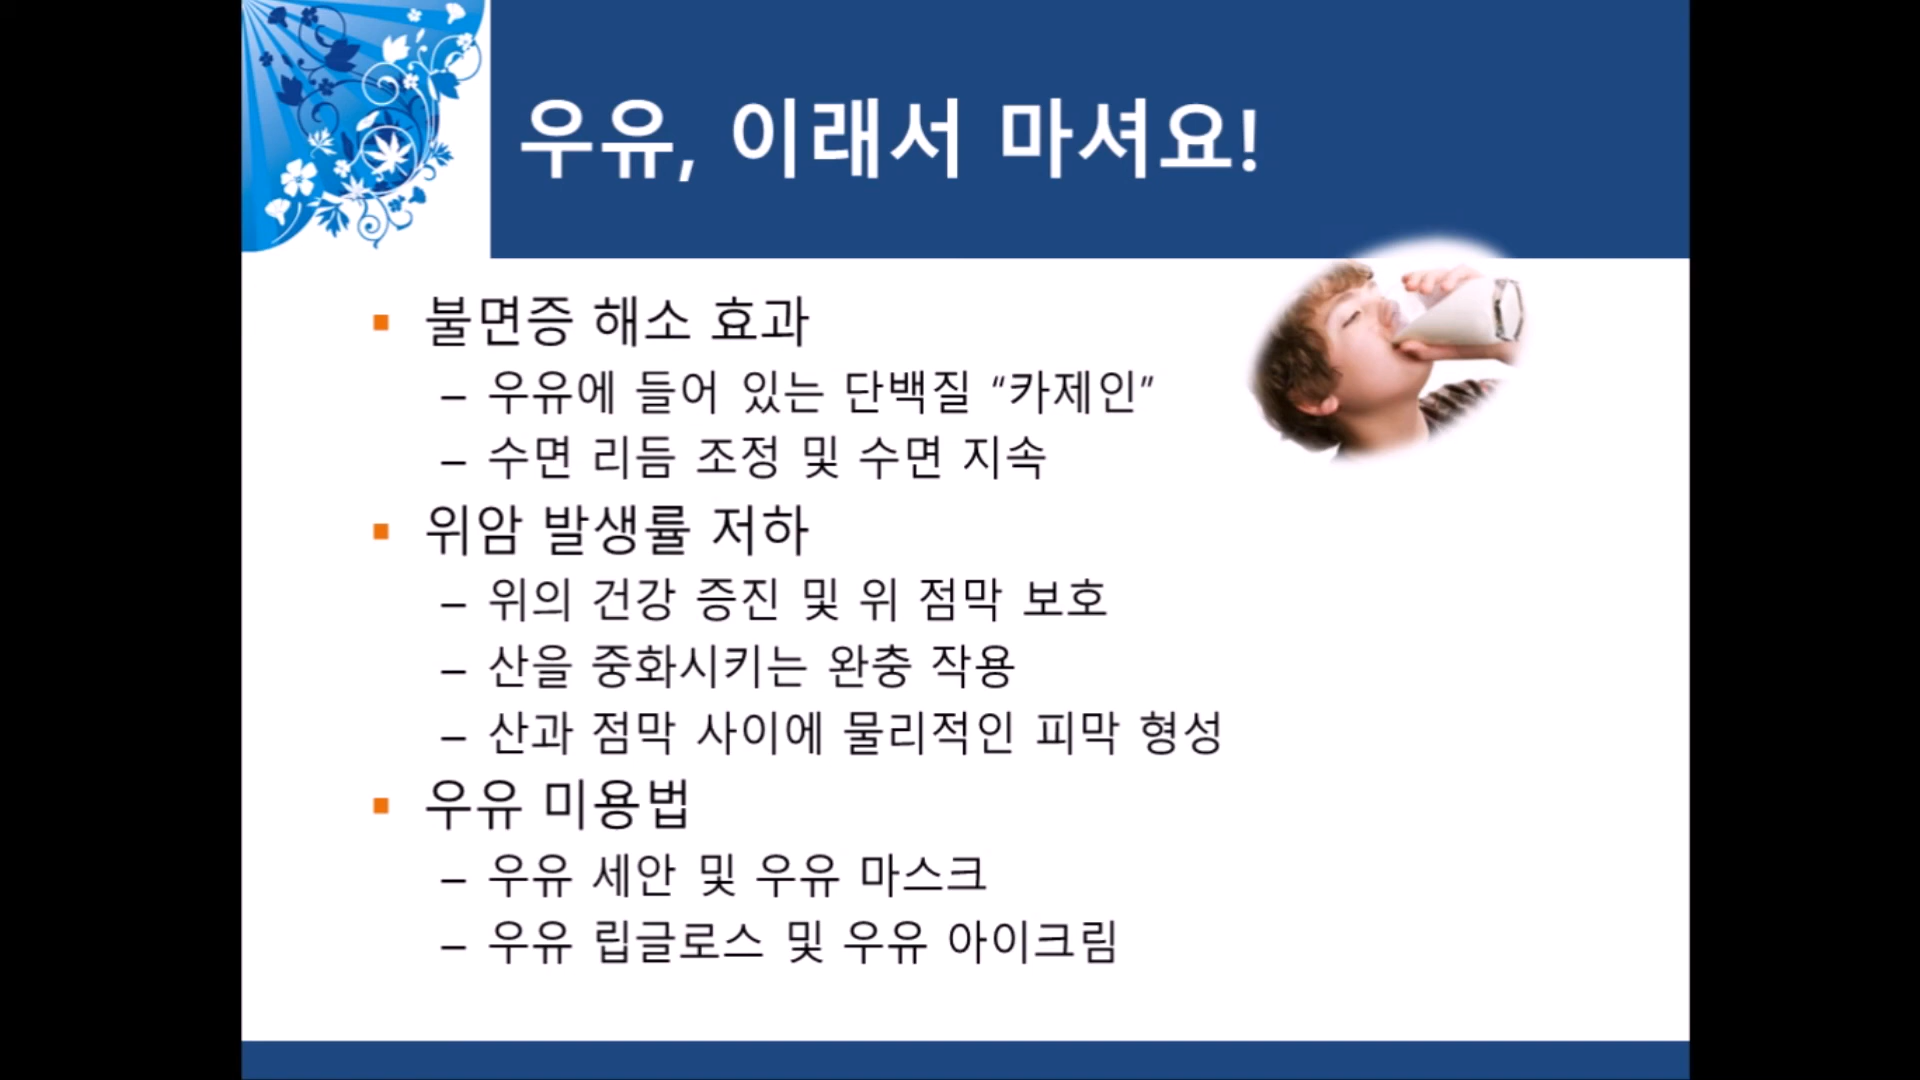 우유, 이래서 마셔요!
▪ 불면증 해소 효과
– 우유에 들어 있는 단백질 “카제인”
– 수면 리듬 조정 및 수면 지속
▪ 위암 발생률 저하
– 위의 건강 증진 및 위 점막 보호
– 산을 중화시키는 완충 작용
– 산과 점막 사이에 물리적인 피막 형성
▪ 우유 미용법
– 우유 세안 및 우유 마스크
– 우유 립글로스 및 우유 아이크림